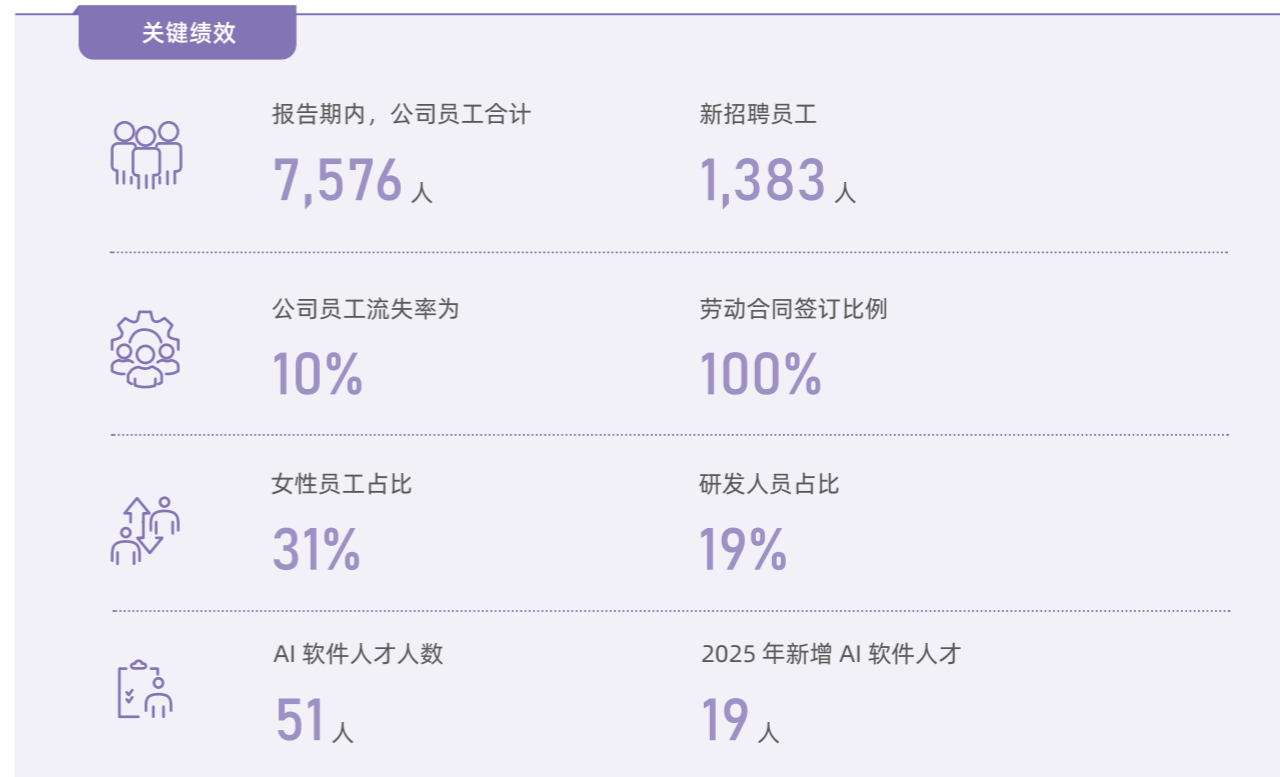 关键绩效
报告期内，公司员工合计
新招聘员工
7,576 人
1,383 人
公司员工流失率为
劳动合同签订比例
10%
100%
女性员工占比
研发人员占比
31%
19%
AI 软件人才人数
2025 年新增 AI 软件人才
51 人
19 人